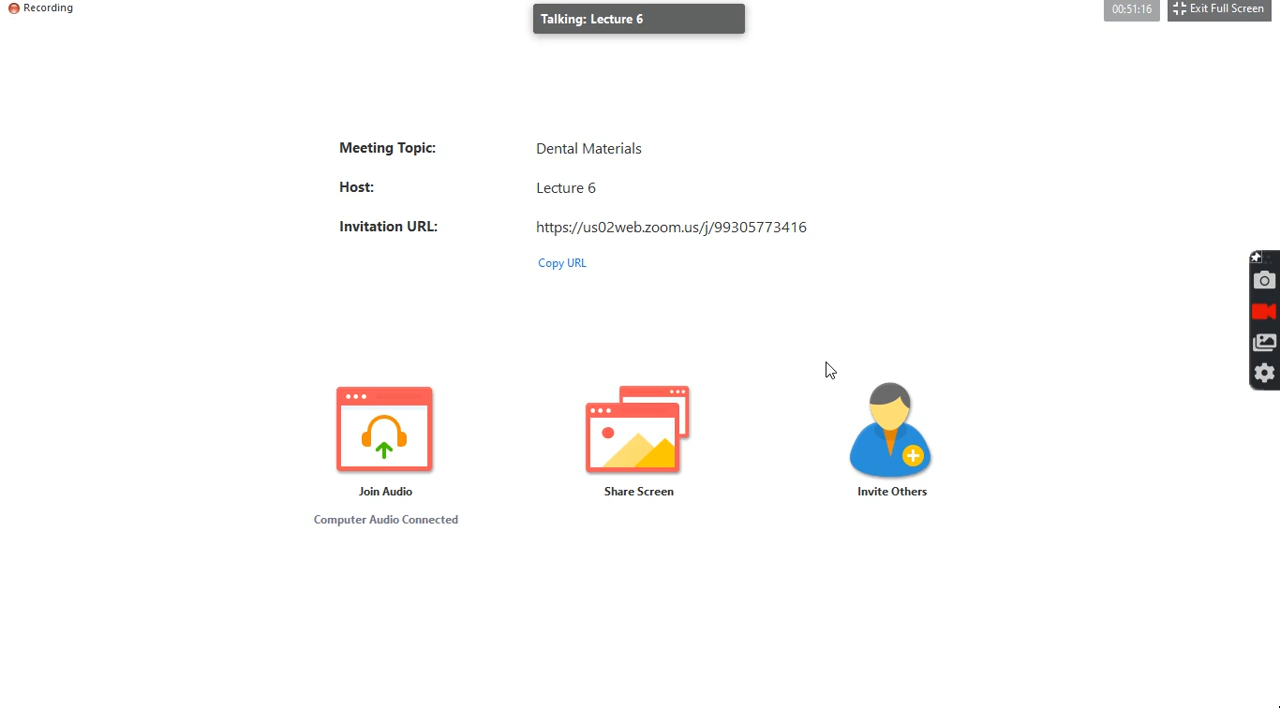 Recording
Talking: Lecture 6
00:51:16
Exit Full Screen
Meeting Topic: Dental Materials
Host: Lecture 6
Invitation URL: https://us02web.zoom.us/j/99305773416
Copy URL
Join Audio
Share Screen
Invite Others
Computer Audio Connected